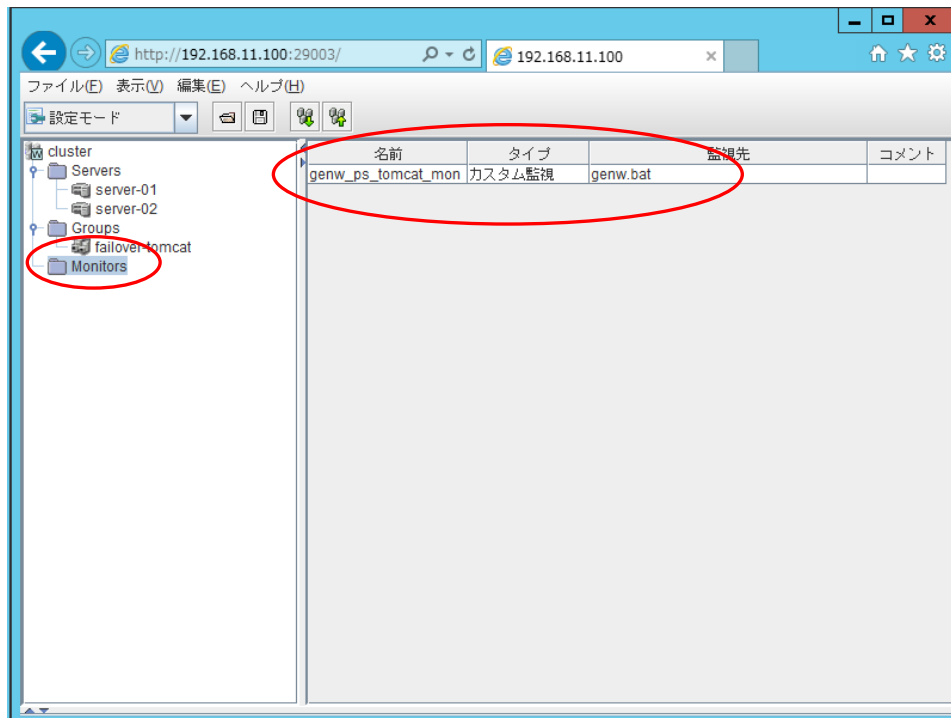 http://192.168.11.100:29003/
192.168.11.100
ファイル(F) 表示(V) 編集(E) ヘルプ(H)
設定モード
cluster
Servers
server-01
server-02
Groups
failover-tomcat
Monitors
名前 タイプ 監視先 コメント
genw_ps_tomcat_mon カスタム監視 genw.bat